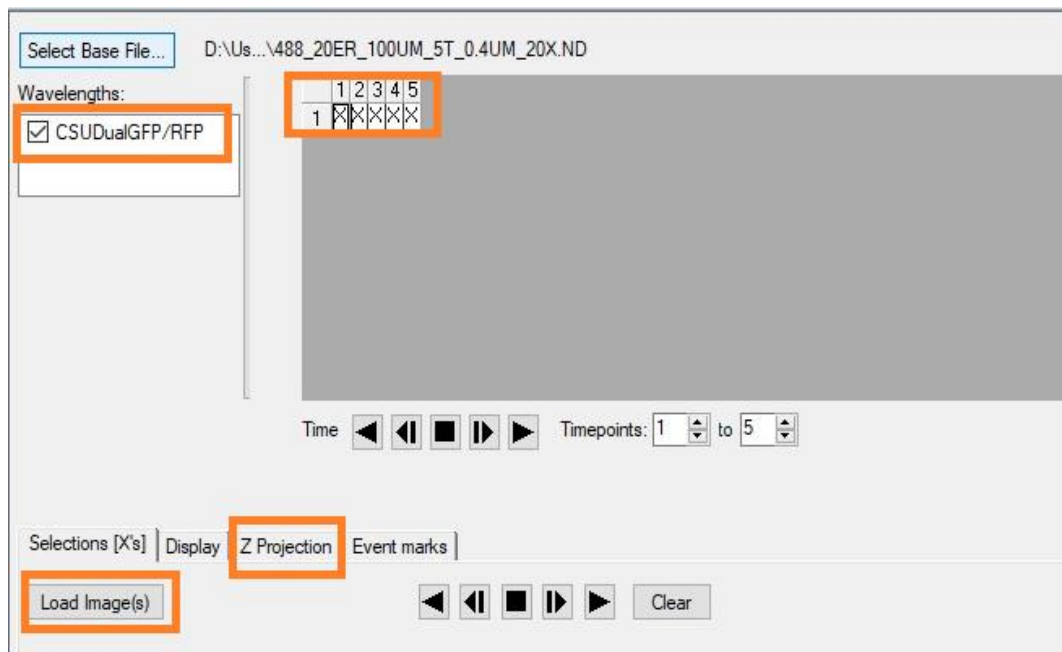 Select Base File... D:\Us...\488_20ER_100UM_5T_0.4UM_20X.ND
Wavelengths:
1 2 3 4 5
CSUDualGFP/RFP
1 X X X X X
Time Timepoints: 1 to 5
Selections [X's] Display Z Projection Event marks
Load Image(s) Clear